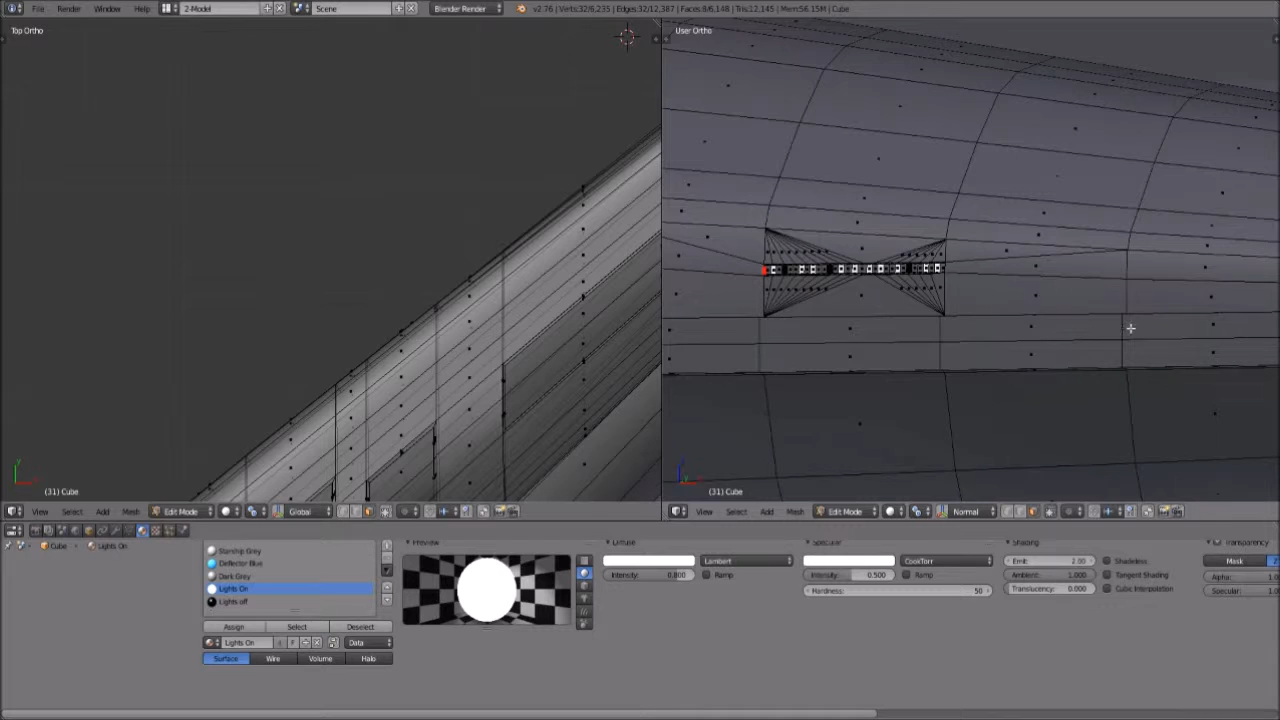 File Render Window Help 2-Model Scene Blender Render v2.76 | Verts:32/6,235 | Edges:32/12,387 | Faces:8/6,148 | Tris:12,145 | Mem:56.15M | Cube
Top Ortho
User Ortho
(31) Cube
(31) Cube
View Select Add Mesh Edit Mode Global
View Select Add Mesh Edit Mode Normal
Cube Lights On
Preview Diffuse Specular Shading Transparency
Starship Grey
Deflector Blue
Dark Grey
Lights On
Lights off
Lambert CookTorr Emit: 2.00 Shadeless Mask Z
Intensity: 0.800 Ramp Intensity: 0.500 Ramp Ambient: 1.000 Tangent Shading Alpha: 1.0
Hardness: 50 Translucency: 0.000 Cubic Interpolation Specular: 1.0
Assign Select Deselect
Lights On 4 F Data
Surface Wire Volume Halo